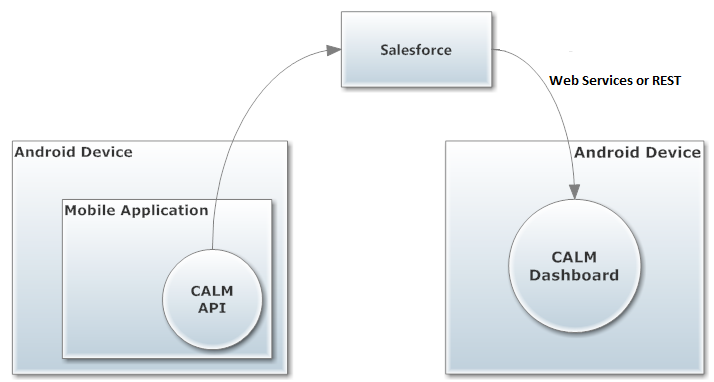 Salesforce
Web Services or REST
Android Device
Mobile Application
CALM
API
Android Device
CALM
Dashboard